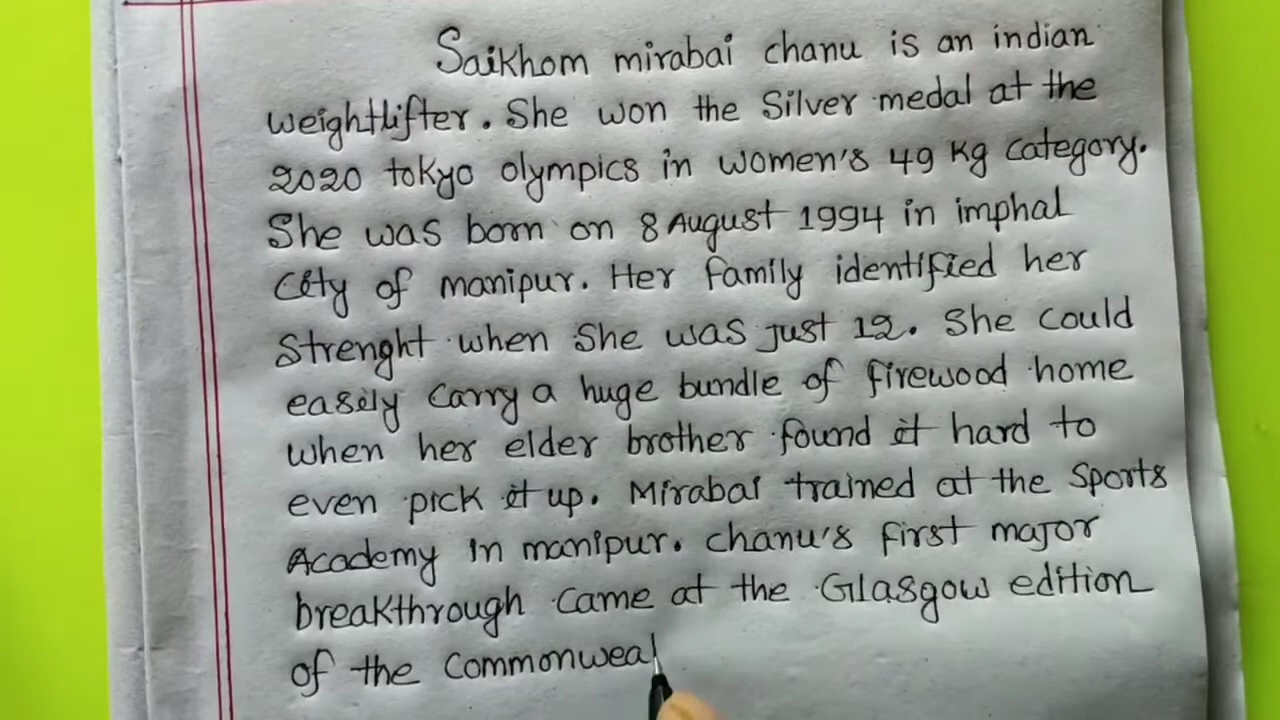 Saikhom mirabai chanu is an indian
weightlifter. She won the Silver medal at the
2020 tokyo olympics in women's 49 kg category.
She was born on 8 August 1994 in imphal
City of manipur. Her family identified her
Strenght when She was just 12. She could
easily carry a huge bundle of firewood home
when her elder brother found it hard to
even pick it up. Mirabai trained at the Sports
Academy in manipur. Chanu's first major
breakthrough came at the Glasgow edition
of the Commonweal